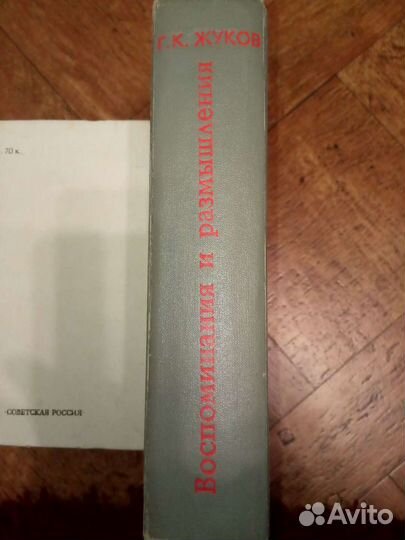 Г. К. ЖУКОВ
Воспоминания и размышления
70 к.
·СОВЕТСКАЯ РОССИЯ·
Avito